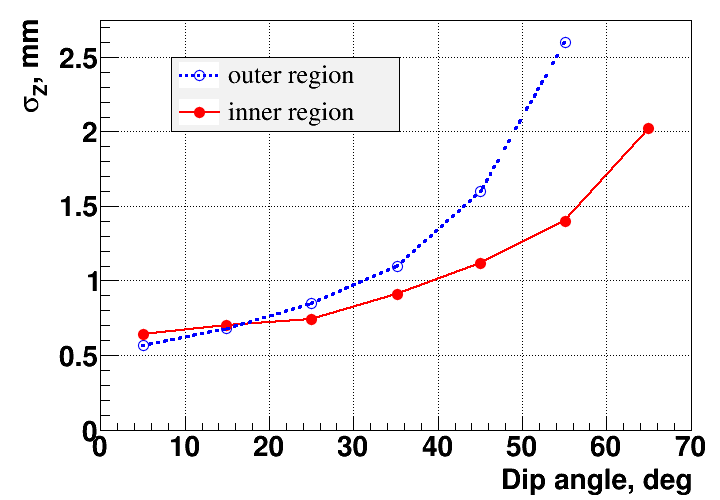 σz, mm
2.5
2
1.5
1
0.5
0
outer region
inner region
0 10 20 30 40 50 60 70
Dip angle, deg